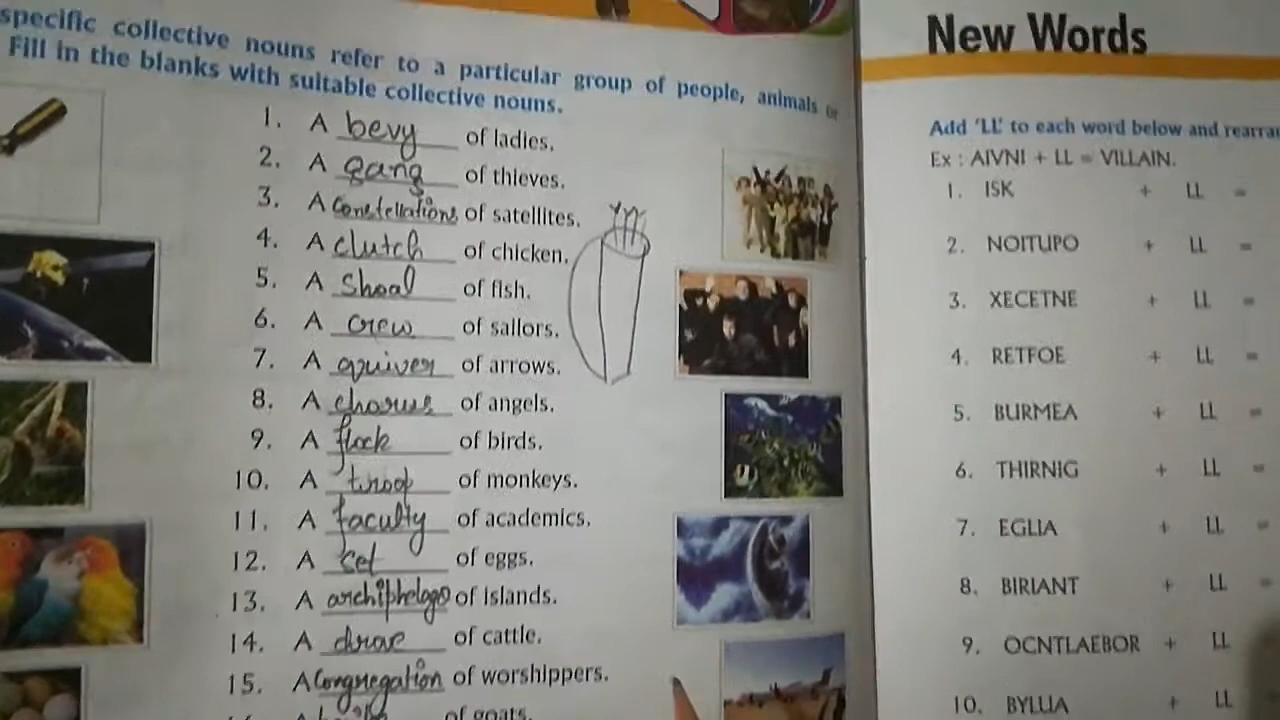 specific collective nouns refer to a particular group of people, animals or
Fill in the blanks with suitable collective nouns.
1. A bevy of ladies.
2. A gang of thieves.
3. A Constellations of satellites.
4. A clutch of chicken.
5. A Shoal of fish.
6. A crew of sailors.
7. A quiver of arrows.
8. A chorus of angels.
9. A flock of birds.
10. A troop of monkeys.
11. A faculty of academics.
12. A set of eggs.
13. A archiphelago of islands.
14. A drove of cattle.
15. A Congregation of worshippers.
of goats.
New Words
Add 'LL' to each word below and
Ex : AIVNI + LL = VILLAIN.
1. ISK + LL =
2. NOITUPO + LL =
3. XECETNE + LL =
4. RETFOE + LL =
5. BURMEA + LL =
6. THIRNIG + LL =
7. EGLIA + LL =
8. BIRIANT + LL =
9. OCNTLAEBOR + LL
10. BYLUA + LL